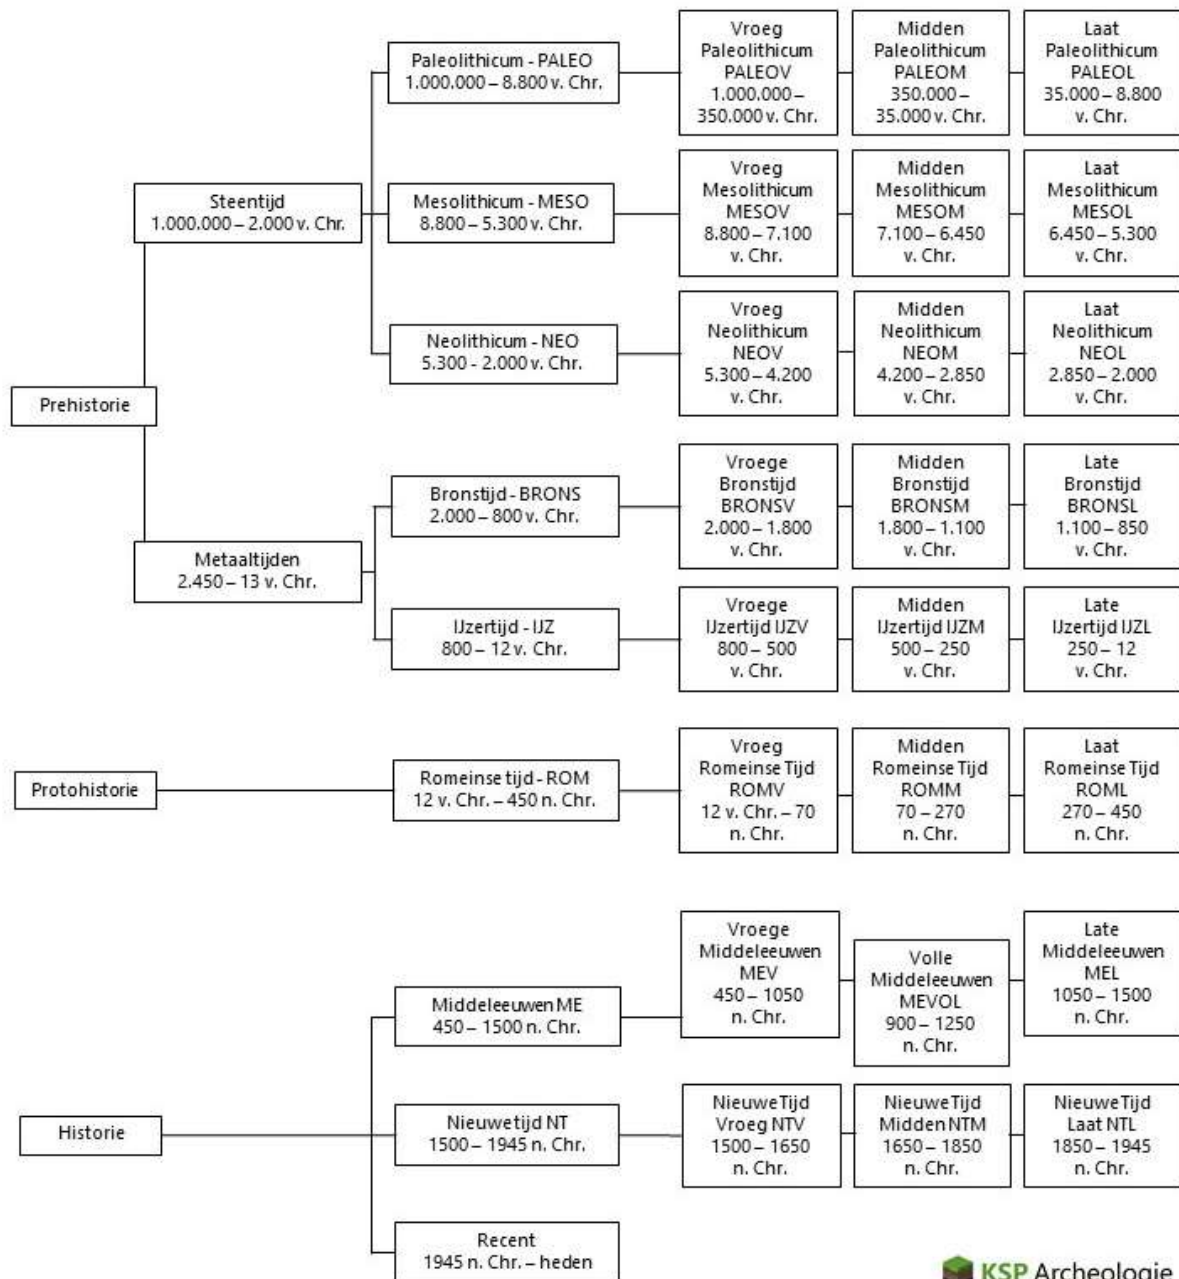 Prehistorie
Steentijd
1.000.000 – 2.000 v. Chr.
Paleolithicum - PALEO
1.000.000 – 8.800 v. Chr.
Vroeg
Paleolithicum
PALEOV
1.000.000 –
350.000 v. Chr.
Midden
Paleolithicum
PALEOM
350.000 –
35.000 v. Chr.
Laat
Paleolithicum
PALEOL
35.000 – 8.800
v. Chr.
Mesolithicum - MESO
8.800 – 5.300 v. Chr.
Vroeg
Mesolithicum
MESOV
8.800 – 7.100
v. Chr.
Midden
Mesolithicum
MESOM
7.100 – 6.450
v. Chr.
Laat
Mesolithicum
MESOL
6.450 – 5.300
v. Chr.
Neolithicum - NEO
5.300 - 2.000 v. Chr.
Vroeg
Neolithicum
NEOV
5.300 – 4.200
v. Chr.
Midden
Neolithicum
NEOM
4.200 – 2.850
v. Chr.
Laat
Neolithicum
NEOL
2.850 – 2.000
v. Chr.
Metaaltijden
2.450 – 13 v. Chr.
Bronstijd - BRONS
2.000 – 800 v. Chr.
Vroege
Bronstijd
BRONSV
2.000 – 1.800
v. Chr.
Midden
Bronstijd
BRONSM
1.800 – 1.100
v. Chr.
Late
Bronstijd
BRONSL
1.100 – 850
v. Chr.
IJzertijd - IJZ
800 – 12 v. Chr.
Vroege
IJzertijd IJZV
800 – 500
v. Chr.
Midden
IJzertijd IJZM
500 – 250
v. Chr.
Late
IJzertijd IJZL
250 – 12
v. Chr.
Protohistorie
Romeinse tijd - ROM
12 v. Chr. – 450 n. Chr.
Vroeg
Romeinse Tijd
ROMV
12 v. Chr. – 70
n. Chr.
Midden
Romeinse Tijd
ROMM
70 – 270
n. Chr.
Laat
Romeinse Tijd
ROML
270 – 450
n. Chr.
Historie
Middeleeuwen ME
450 – 1500 n. Chr.
Vroege
Middeleeuwen
MEV
450 – 1050
n. Chr.
Volle
Middeleeuwen
MEVOL
900 – 1250
n. Chr.
Late
Middeleeuwen
MEL
1050 – 1500
n. Chr.
Nieuwe tijd NT
1500 – 1945 n. Chr.
Nieuwe Tijd
Vroeg NTV
1500 – 1650
n. Chr.
Nieuwe Tijd
Midden NTM
1650 – 1850
n. Chr.
Nieuwe Tijd
Laat NTL
1850 – 1945
n. Chr.
Recent
1945 n. Chr. – heden
KSP Archeologie